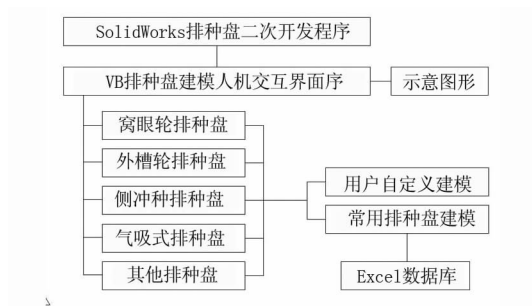 SolidWorks排种盘二次开发程序
VB排种盘建模人机交互界面序
示意图形
窝眼轮排种盘
外槽轮排种盘
侧冲种排种盘
气吸式排种盘
其他排种盘
用户自定义建模
常用排种盘建模
Excel数据库